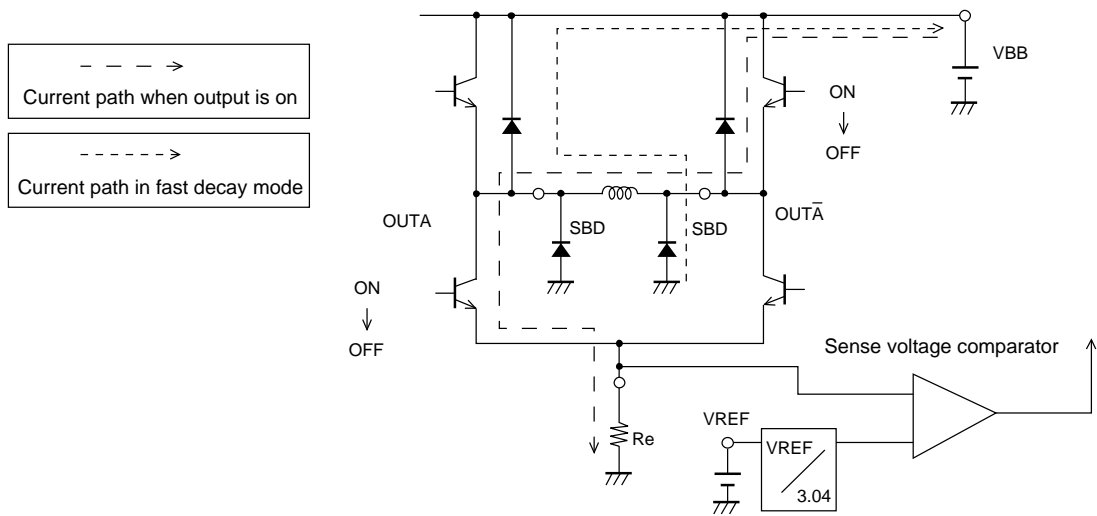 Current path when output is on
Current path in fast decay mode
VBB
ON
OFF
OUTA
SBD
SBD
OUTA̅
ON
OFF
Sense voltage comparator
VREF
Re
VREF
3.04